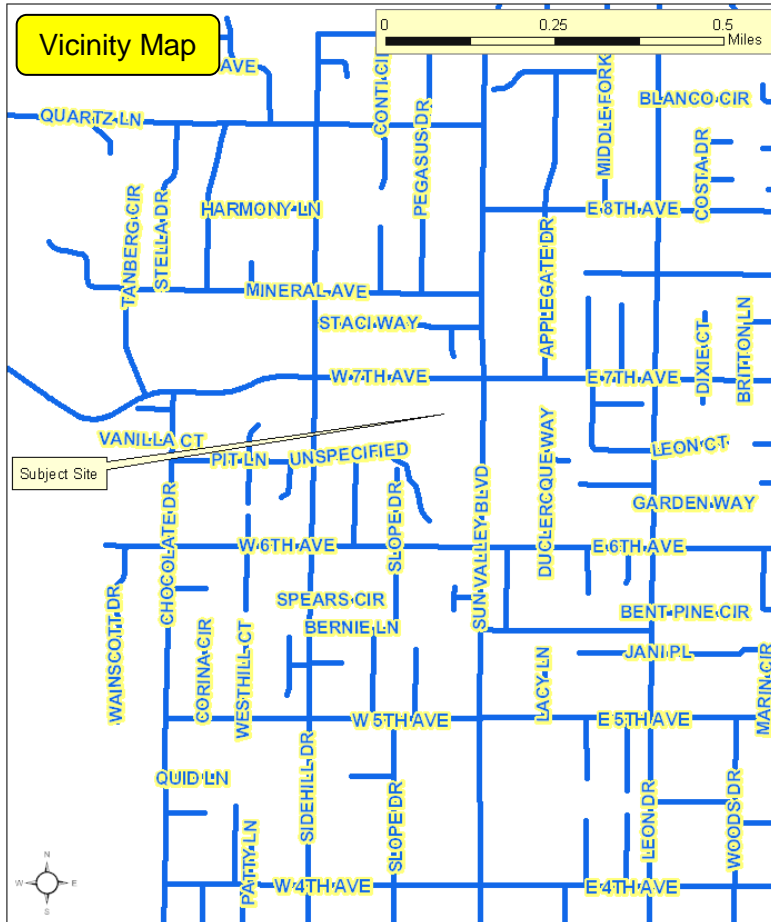 Vicinity Map
0 0.25 0.5
Miles
AVE
QUARTZ LN
CONTI CIR
PEGASUS DR
MIDDLE FORK
BLANCO CIR
COSTA DR
TANBERG CIR
STELLA DR
HARMONY LN
E 8TH AVE
APPLEGATE DR
MINERAL AVE
STACI WAY
DIXIE CT
BRITTON LN
W 7TH AVE
E 7TH AVE
VANILLA CT
PIT LN
UNSPECIFIED
Subject Site
DUCLERCQUE WAY
LEON CT
SUN VALLEY BLVD
GARDEN WAY
CHOCOLATE DR
SLOPE DR
W 6TH AVE
E 6TH AVE
WAINSCOTT DR
SPEARS CIR
BERNIE LN
BENT PINE CIR
CORINA CIR
WESTHILL CT
LACY LN
JANI PL
MARIN CIR
W 5TH AVE
E 5TH AVE
QUID LN
SIDEHILL DR
SLOPE DR
LEON DR
WOODS DR
PATTY LN
W 4TH AVE
E 4TH AVE
N
W E
S